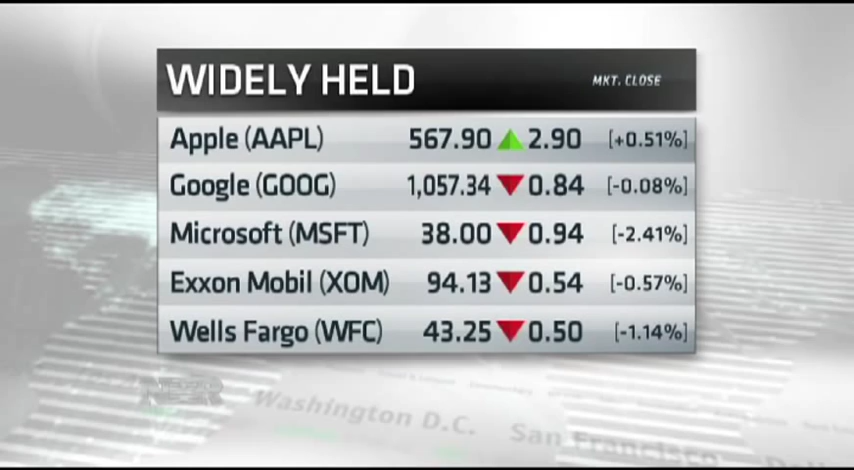 WIDELY HELD MKT. CLOSE
Apple (AAPL) 567.90 ▲ 2.90 [+0.51%]
Google (GOOG) 1,057.34 ▼ 0.84 [-0.08%]
Microsoft (MSFT) 38.00 ▼ 0.94 [-2.41%]
Exxon Mobil (XOM) 94.13 ▼ 0.54 [-0.57%]
Wells Fargo (WFC) 43.25 ▼ 0.50 [-1.14%]
Washington D.C.
San Francisco